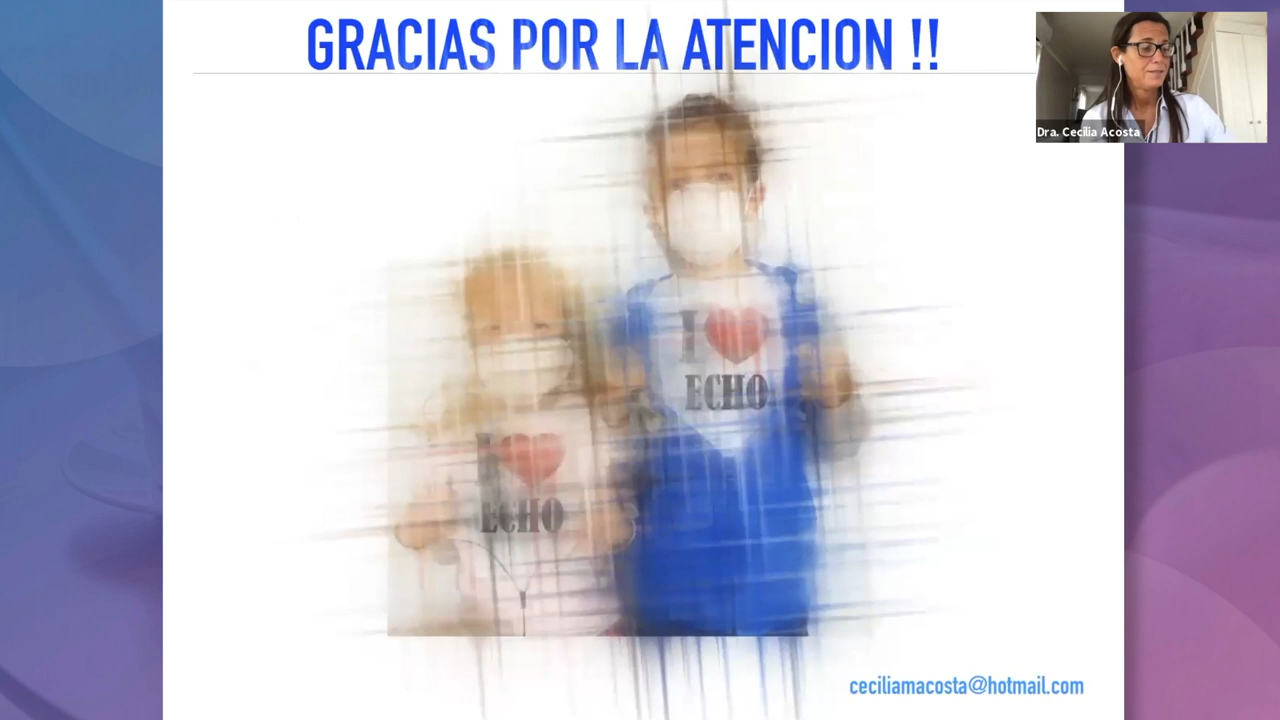 GRACIAS POR LA ATENCION !!
Dra. Cecilia Acosta
I
ECHO
I
ECHO
ceciliamacosta@hotmail.com